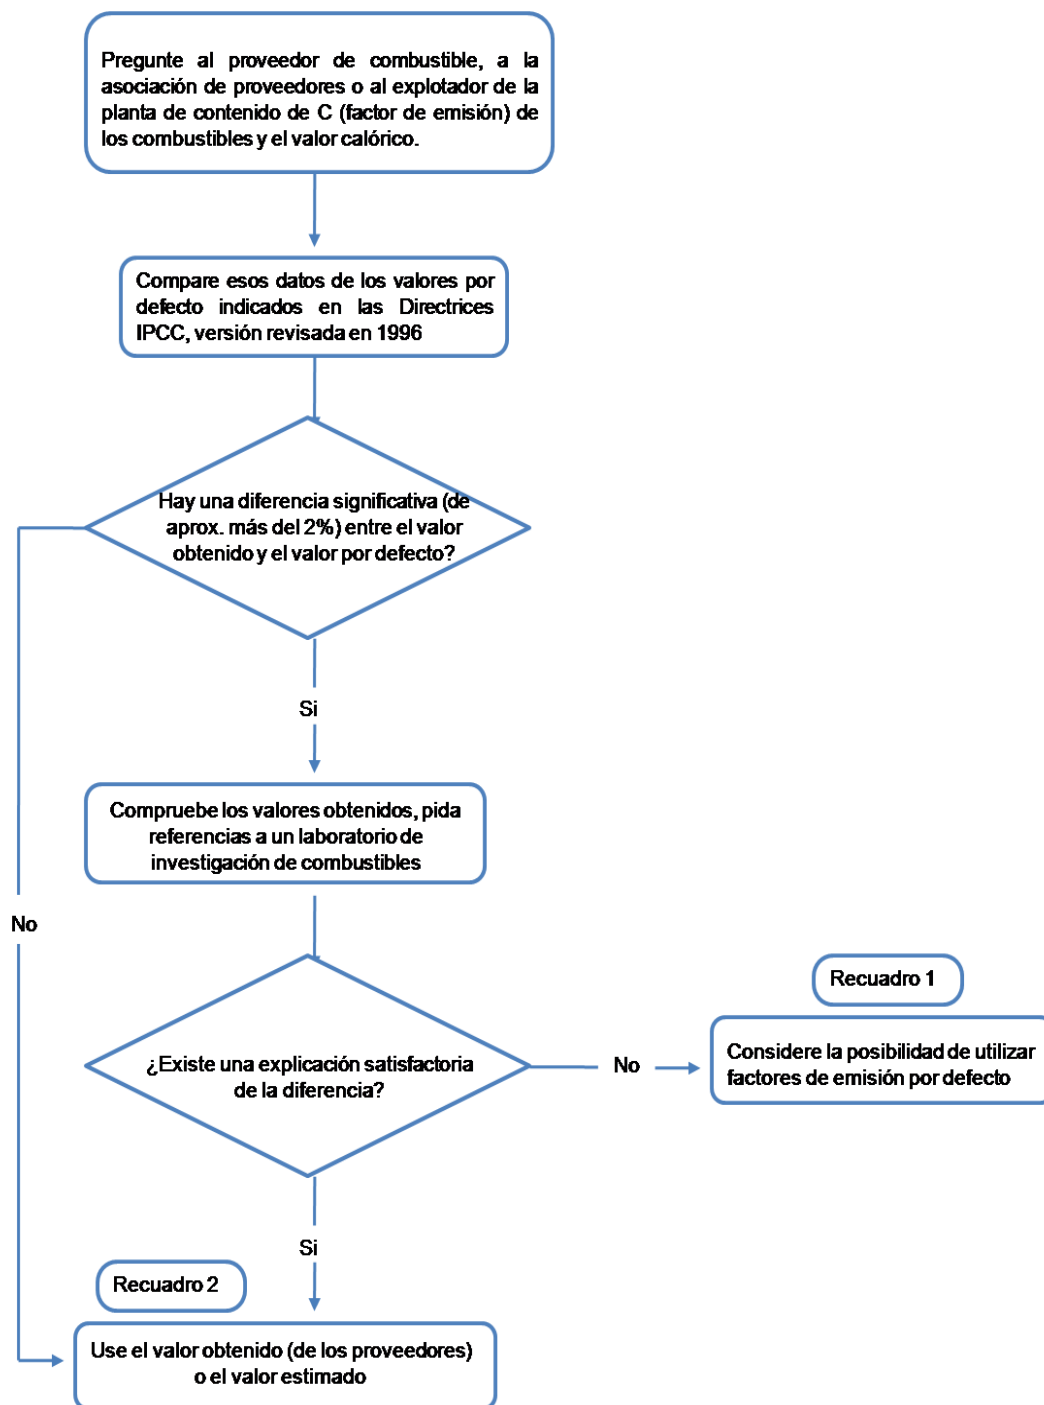 Pregunte al proveedor de combustible, a la
asociación de proveedores o al explotador de la
planta de contenido de C (factor de emisión) de
los combustibles y el valor calórico.
Compare esos datos de los valores por
defecto indicados en las Directrices
IPCC, versión revisada en 1996
Hay una diferencia significativa (de
aprox. más del 2%) entre el valor
obtenido y el valor por defecto?
Si
Compruebe los valores obtenidos, pida
referencias a un laboratorio de
investigación de combustibles
No
¿Existe una explicación satisfactoria
de la diferencia?
No
Recuadro 1
Considere la posibilidad de utilizar
factores de emisión por defecto
Si
Recuadro 2
Use el valor obtenido (de los proveedores)
o el valor estimado